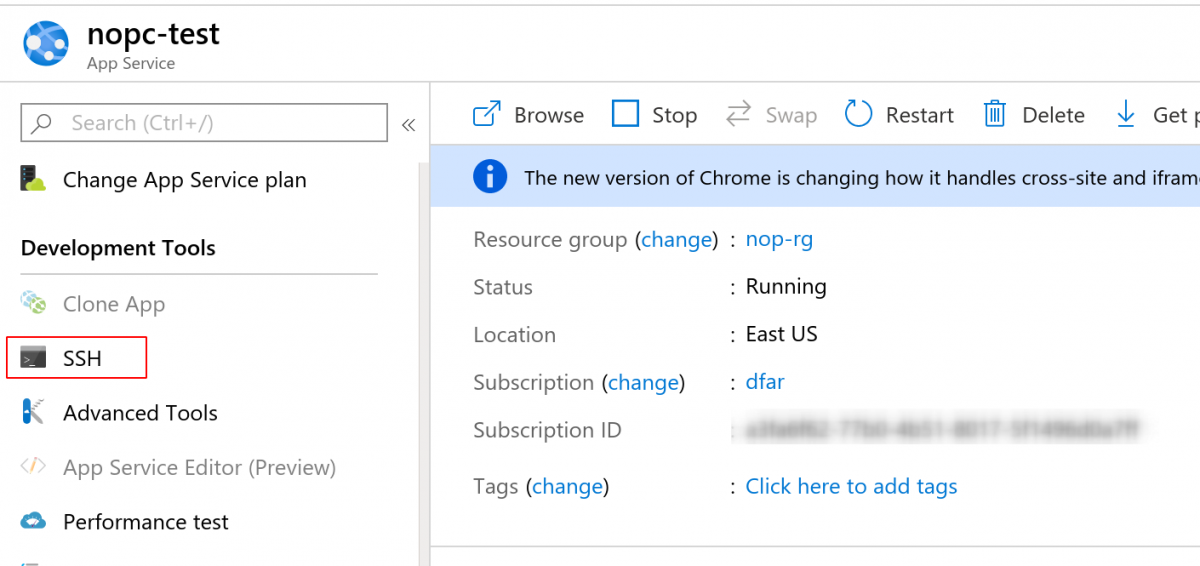 nopc-test
App Service
Search (Ctrl+/)
«
Change App Service plan
Development Tools
Clone App
SSH
Advanced Tools
App Service Editor (Preview)
Performance test
Browse
Stop
Swap
Restart
Delete
Get
The new version of Chrome is changing how it handles cross-site and
Resource group (change) : nop-rg
Status : Running
Location : East US
Subscription (change) : dfar
Subscription ID :
Tags (change) : Click here to add tags